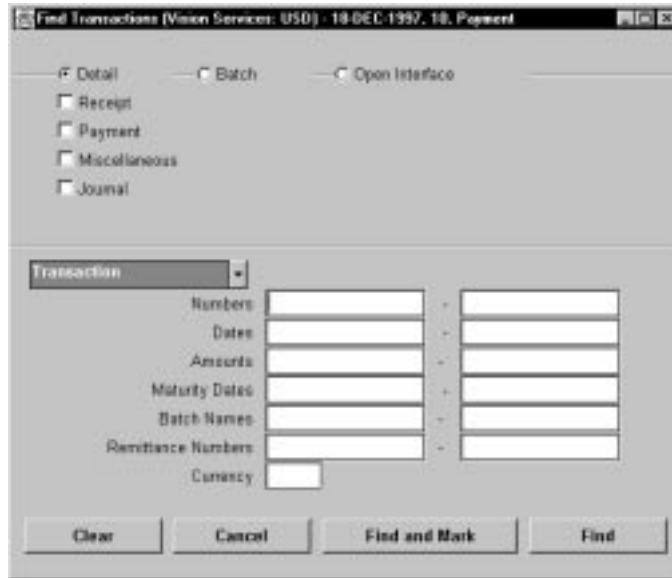 Find Transactions (Vision Services: USD) - 18-DEC-1997, 10, Payment
Detail Batch Open Interface
Receipt
Payment
Miscellaneous
Journal
Transaction
Numbers -
Dates -
Amounts -
Maturity Dates -
Batch Names -
Remittance Numbers -
Currency
Clear Cancel Find and Mark Find